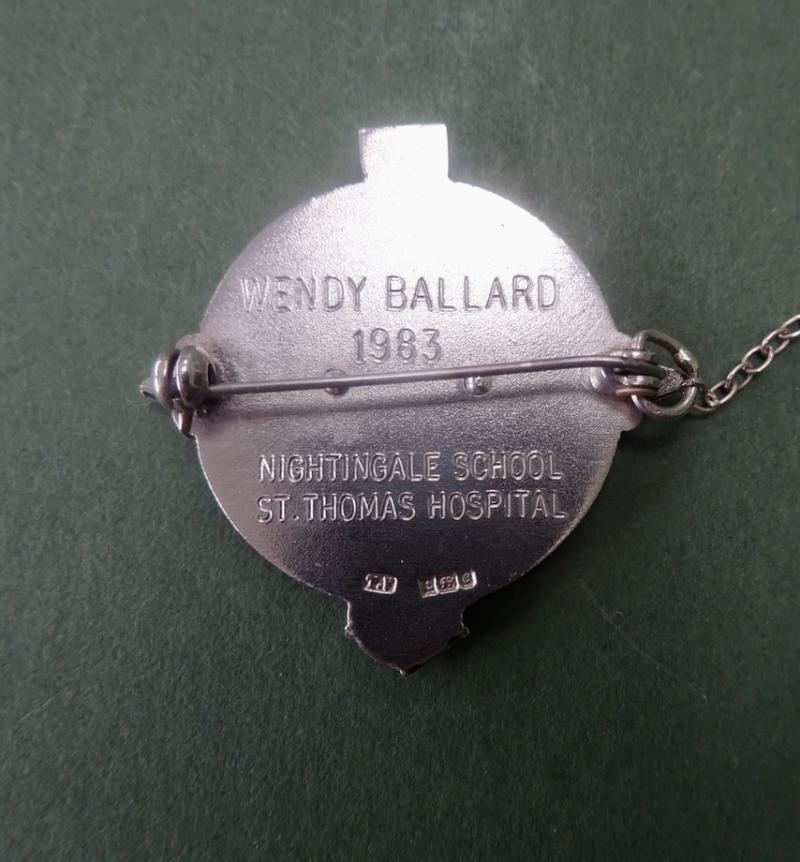 WENDY BALLARD
1983
NIGHTINGALE SCHOOL
ST. THOMAS HOSPITAL